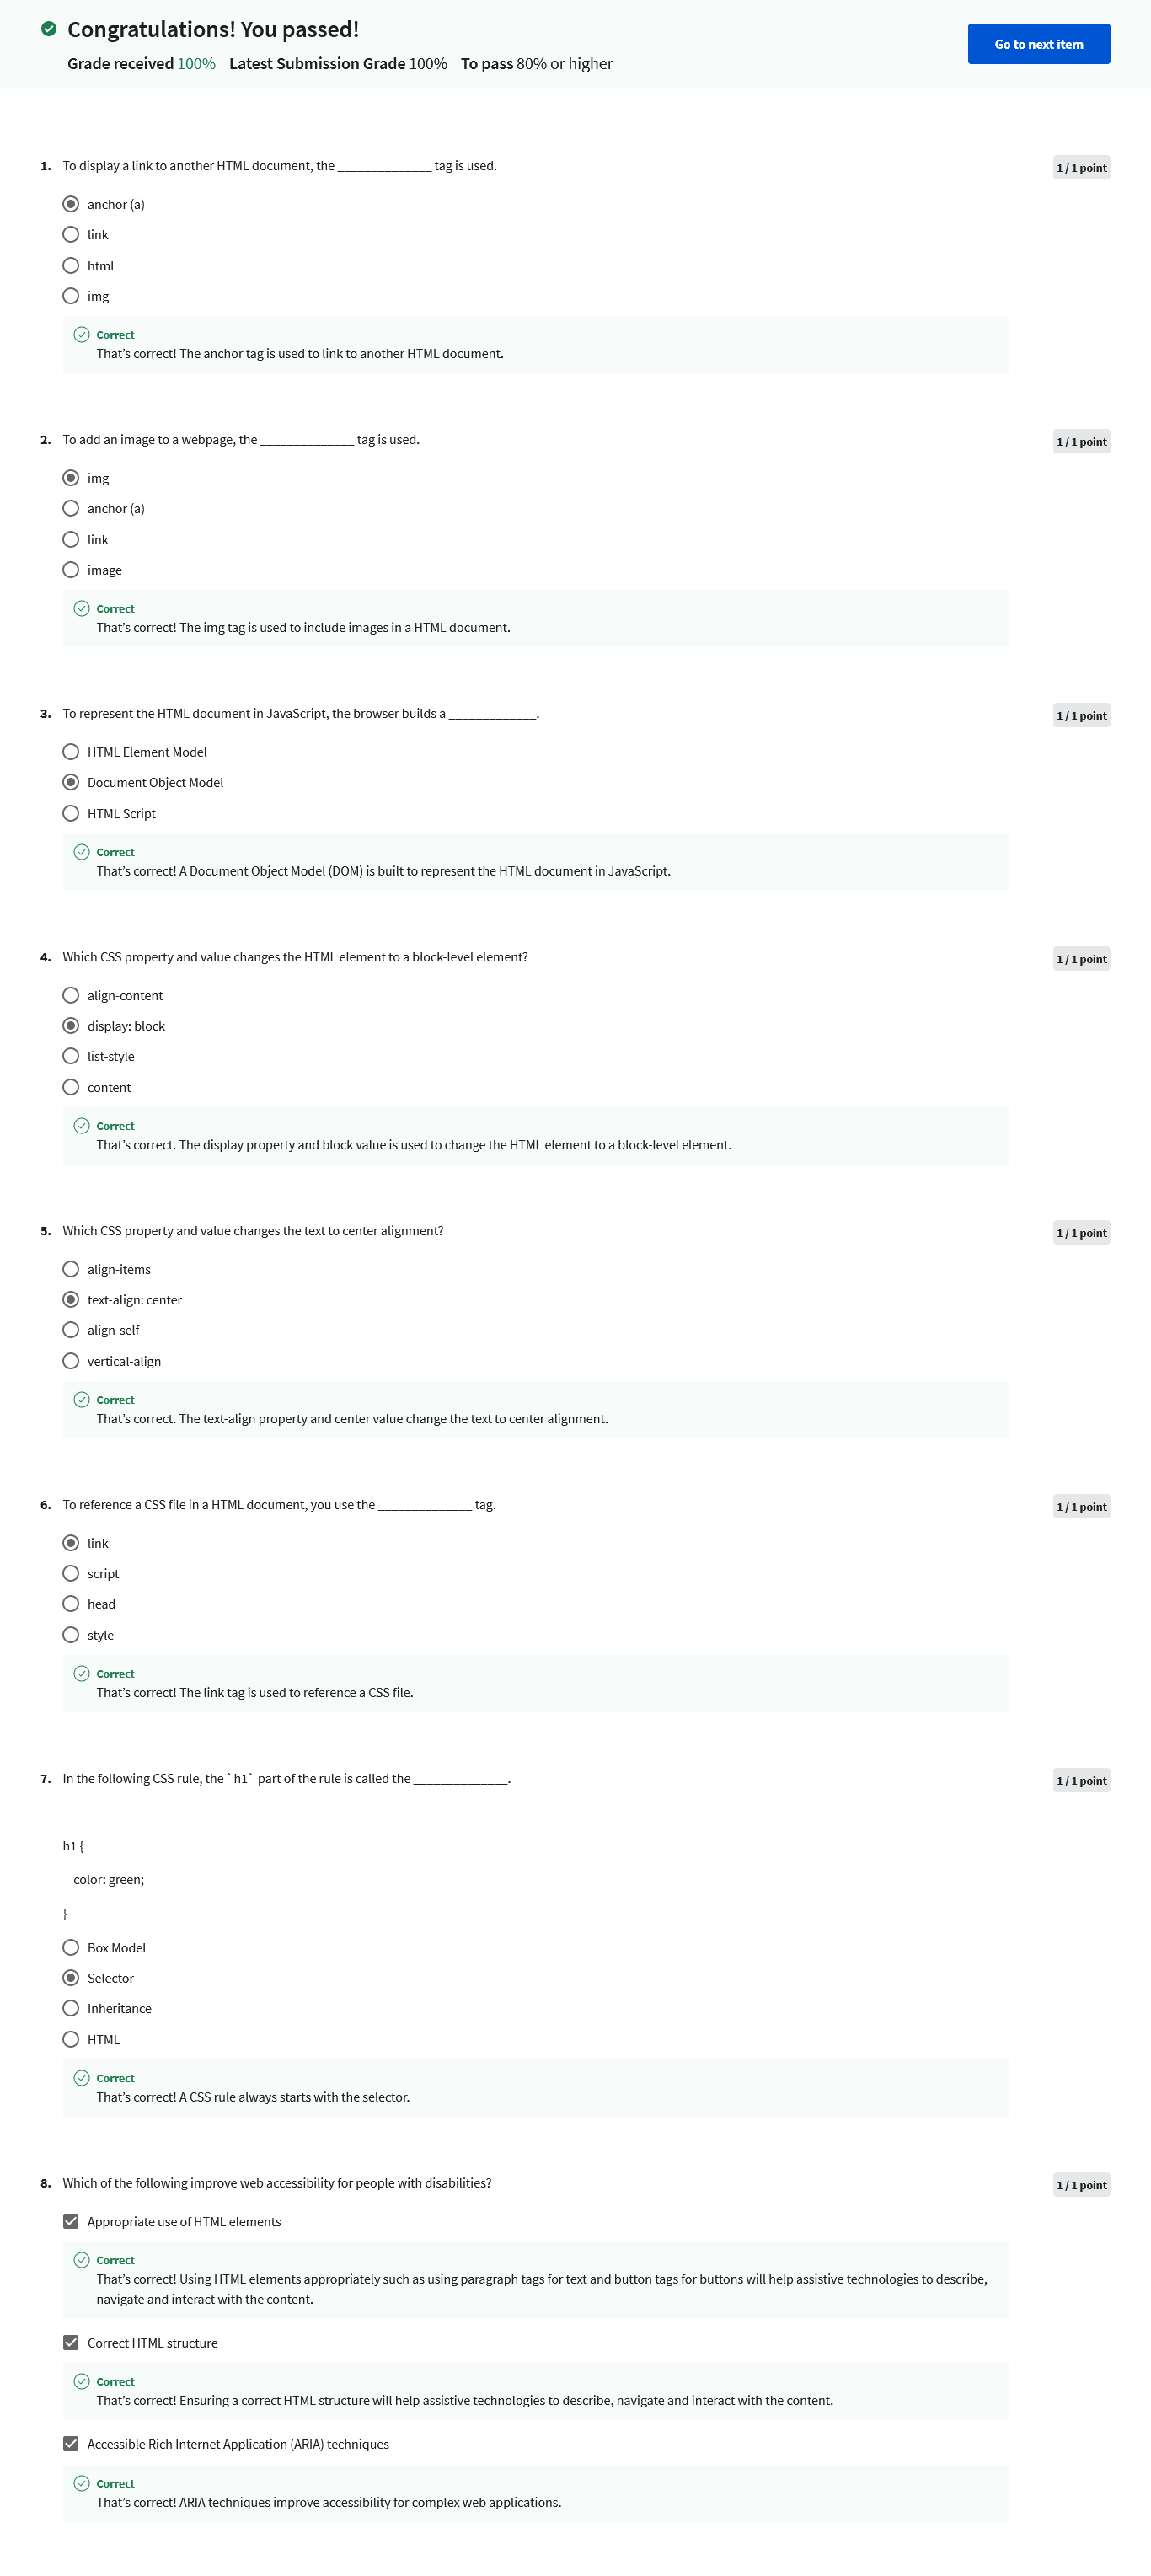 Congratulations! You passed!
Grade received 100% Latest Submission Grade 100% To pass 80% or higher
Go to next item
1. To display a link to another HTML document, the ______________ tag is used.
1 / 1 point
anchor (a)
link
html
img
Correct
That's correct! The anchor tag is used to link to another HTML document.
2. To add an image to a webpage, the ______________ tag is used.
1 / 1 point
img
anchor (a)
link
image
Correct
That's correct! The img tag is used to include images in a HTML document.
3. To represent the HTML document in JavaScript, the browser builds a _____________.
1 / 1 point
HTML Element Model
Document Object Model
HTML Script
Correct
That's correct! A Document Object Model (DOM) is built to represent the HTML document in JavaScript.
4. Which CSS property and value changes the HTML element to a block-level element?
1 / 1 point
align-content
display: block
list-style
content
Correct
That's correct. The display property and block value is used to change the HTML element to a block-level element.
5. Which CSS property and value changes the text to center alignment?
1 / 1 point
align-items
text-align: center
align-self
vertical-align
Correct
That's correct. The text-align property and center value change the text to center alignment.
6. To reference a CSS file in a HTML document, you use the ______________ tag.
1 / 1 point
link
script
head
style
Correct
That's correct! The link tag is used to reference a CSS file.
7. In the following CSS rule, the `h1` part of the rule is called the ______________.
1 / 1 point
h1 {
color: green;
}
Box Model
Selector
Inheritance
HTML
Correct
That's correct! A CSS rule always starts with the selector.
8. Which of the following improve web accessibility for people with disabilities?
1 / 1 point
Appropriate use of HTML elements
Correct
That's correct! Using HTML elements appropriately such as using paragraph tags for text and button tags for buttons will help assistive technologies to describe,
navigate and interact with the content.
Correct HTML structure
Correct
That's correct! Ensuring a correct HTML structure will help assistive technologies to describe, navigate and interact with the content.
Accessible Rich Internet Application (ARIA) techniques
Correct
That's correct! ARIA techniques improve accessibility for complex web applications.